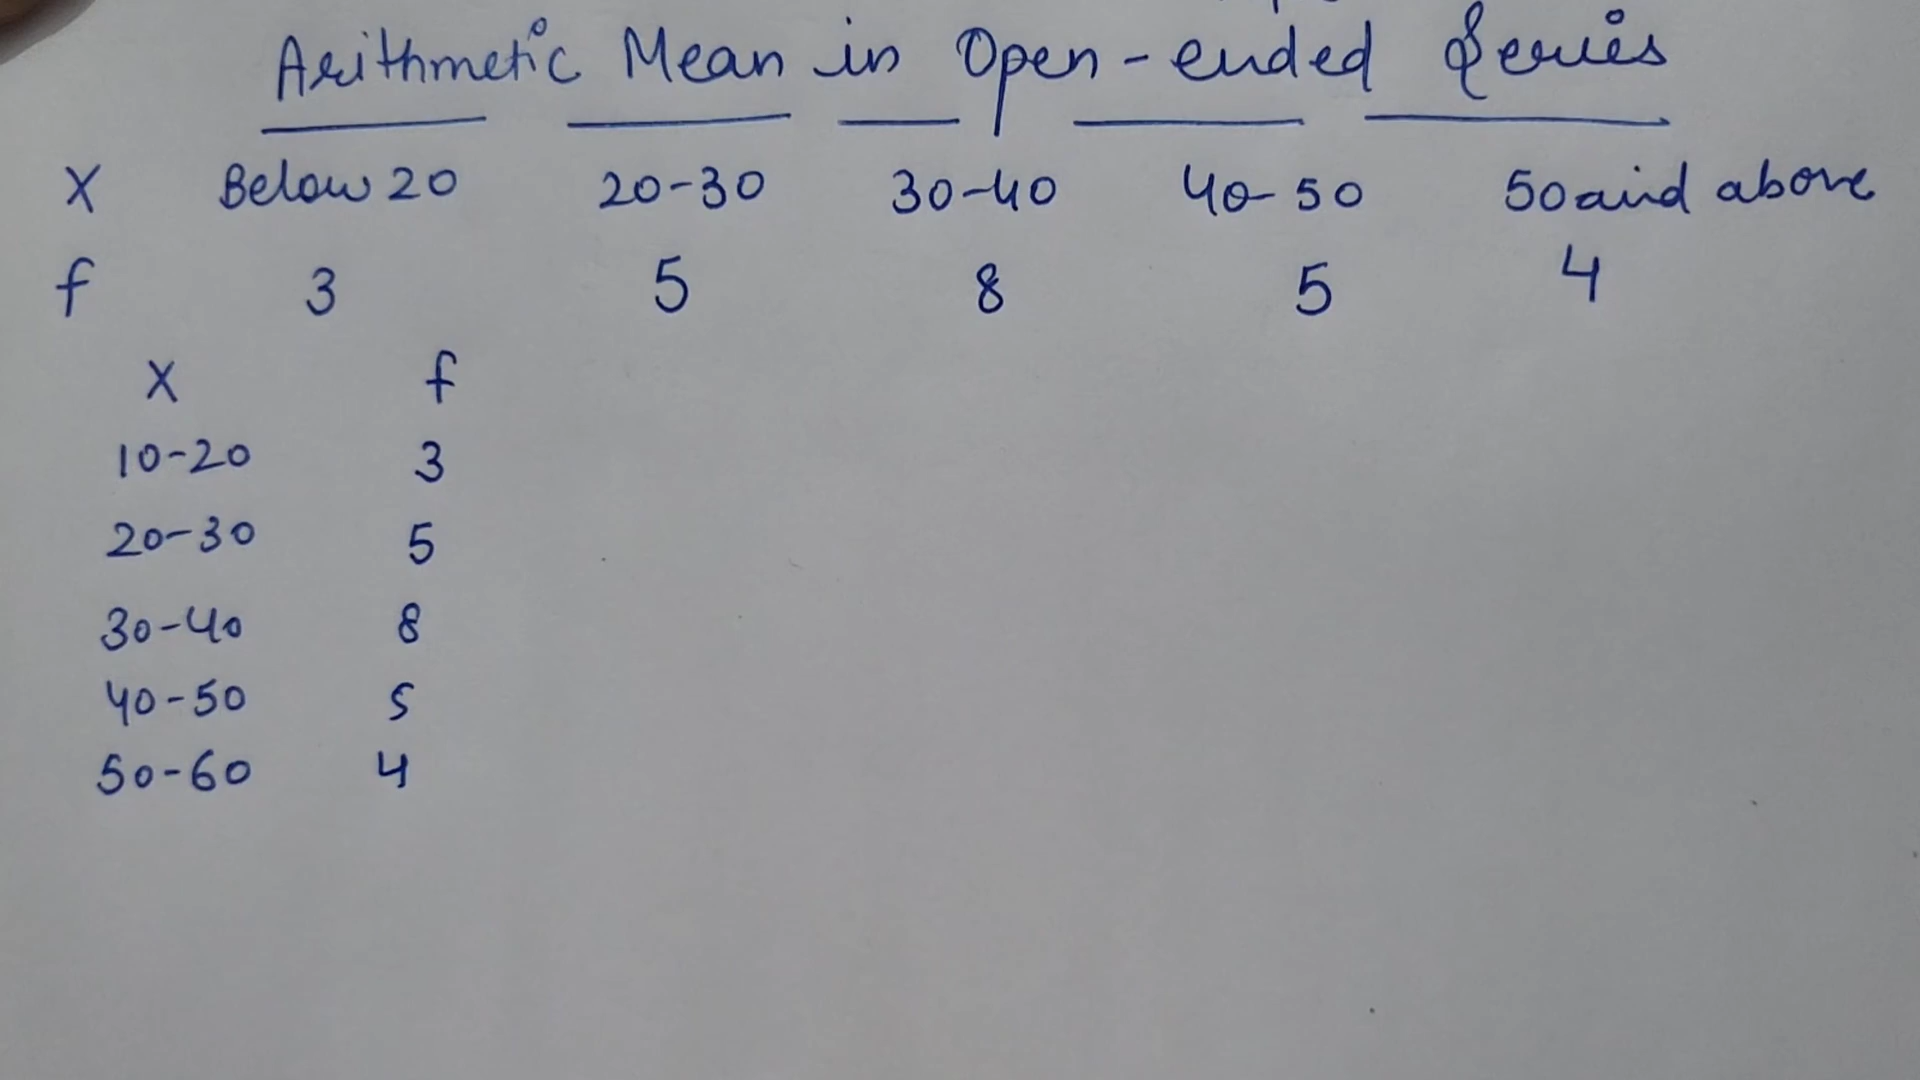 Arithmetic Mean in Open-ended Series
X Below 20 20-30 30-40 40-50 50 and above
f 3 5 8 5 4
X f
10-20 3
20-30 5
30-40 8
40-50 5
50-60 4